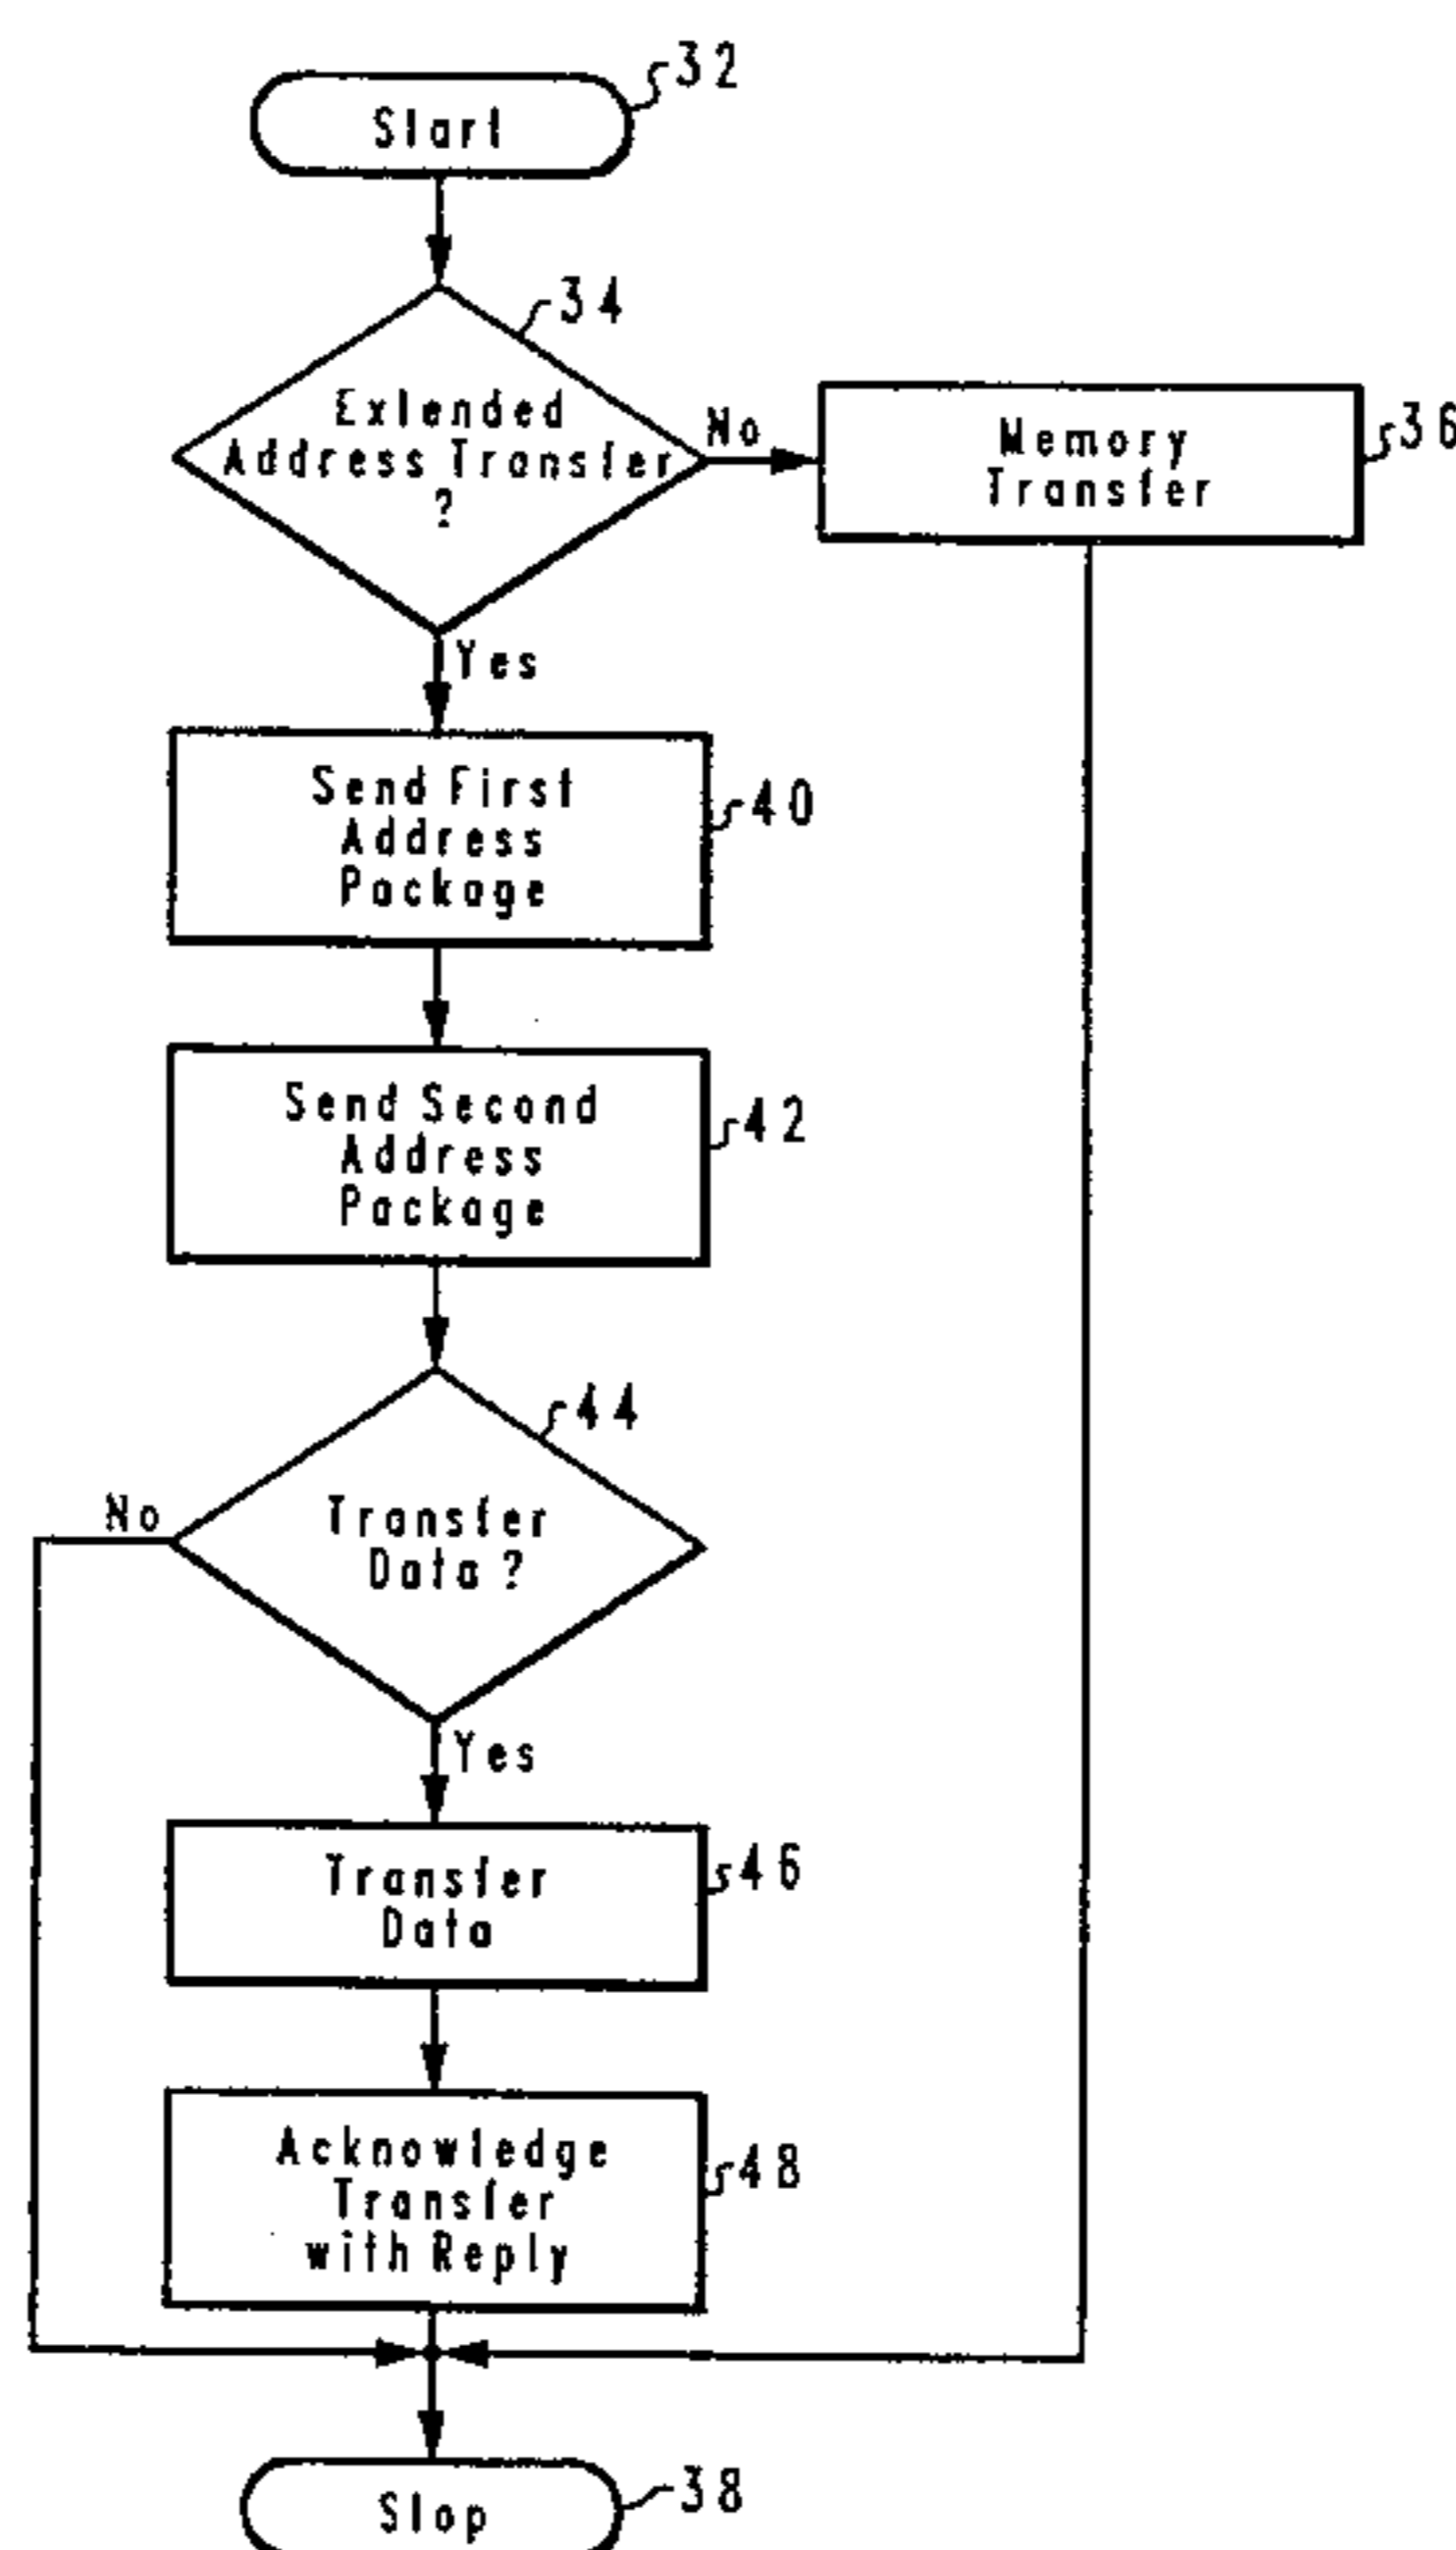 32
Start
34
Extended
Address Transfer
?
No
Memory
Transfer
36
Yes
Send First
Address
Package
40
Send Second
Address
Package
42
44
No
Transfer
Data?
Yes
Transfer
Data
46
Acknowledge
Transfer
with Reply
48
Stop
38